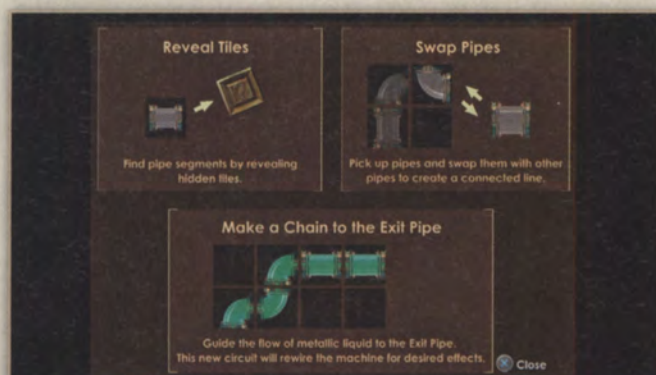 Reveal Tiles
Find pipe segments by revealing
hidden tiles.
Swap Pipes
Pick up pipes and swap them with other
pipes to create a connected line.
Make a Chain to the Exit Pipe
Guide the flow of metallic liquid to the Exit Pipe.
This new circuit will rewire the machine for desired effects.
Close